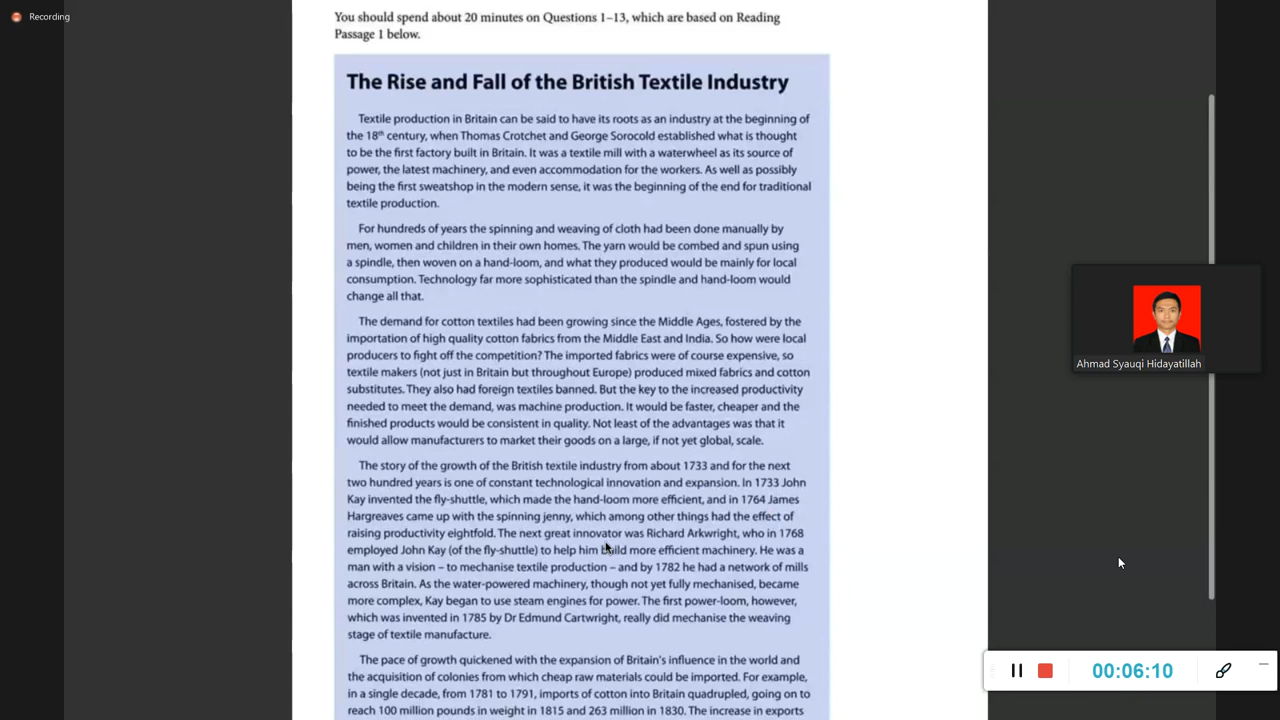 Recording
You should spend about 20 minutes on Questions 1–13, which are based on Reading
Passage 1 below.
The Rise and Fall of the British Textile Industry
Textile production in Britain can be said to have its roots as an industry at the beginning of
the 18th century, when Thomas Crotchet and George Sorocold established what is thought
to be the first factory built in Britain. It was a textile mill with a waterwheel as its source of
power, the latest machinery, and even accommodation for the workers. As well as possibly
being the first sweatshop in the modern sense, it was the beginning of the end for traditional
textile production.
For hundreds of years the spinning and weaving of cloth had been done manually by
men, women and children in their own homes. The yarn would be combed and spun using
a spindle, then woven on a hand-loom, and what they produced would be mainly for local
consumption. Technology far more sophisticated than the spindle and hand-loom would
change all that.
The demand for cotton textiles had been growing since the Middle Ages, fostered by the
importation of high quality cotton fabrics from the Middle East and India. So how were local
producers to fight off the competition? The imported fabrics were of course expensive, so
textile makers (not just in Britain but throughout Europe) produced mixed fabrics and cotton
substitutes. They also had foreign textiles banned. But the key to the increased productivity
needed to meet the demand, was machine production. It would be faster, cheaper and the
finished products would be consistent in quality. Not least of the advantages was that it
would allow manufacturers to market their goods on a large, if not yet global, scale.
The story of the growth of the British textile industry from about 1733 and for the next
two hundred years is one of constant technological innovation and expansion. In 1733 John
Kay invented the fly-shuttle, which made the hand-loom more efficient, and in 1764 James
Hargreaves came up with the spinning jenny, which among other things had the effect of
raising productivity eightfold. The next great innovator was Richard Arkwright, who in 1768
employed John Kay (of the fly-shuttle) to help him build more efficient machinery. He was a
man with a vision – to mechanise textile production – and by 1782 he had a network of mills
across Britain. As the water-powered machinery, though not yet fully mechanised, became
more complex, Kay began to use steam engines for power. The first power-loom, however,
which was invented in 1785 by Dr Edmund Cartwright, really did mechanise the weaving
stage of textile manufacture.
The pace of growth quickened with the expansion of Britain's influence in the world and
the acquisition of colonies from which cheap raw materials could be imported. For example,
in a single decade, from 1781 to 1791, imports of cotton into Britain quadrupled, going on to
reach 100 million pounds in weight in 1815 and 263 million in 1830. The increase in exports
Ahmad Syauqi Hidayatillah
00:06:10